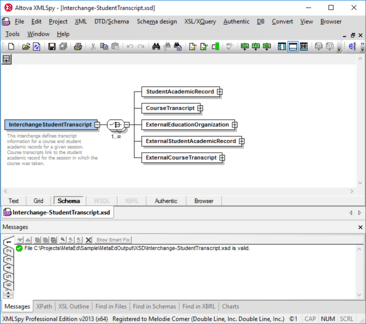 Altova XMLSpy - [Interchange-StudentTranscript.xsd]
File Edit Project XML DTD/Schema Schema design XSL/XQuery Authentic DB Convert View Browser
Tools Window Help
StudentAcademicRecord
CourseTranscript
InterchangeStudentTranscript
ExternalEducationOrganization
1..∞
This interchange defines transcript
information for a course and student
academic records for a given session.
Course transcripts link to the student
academic record for the session in which the
course was taken.
ExternalStudentAcademicRecord
ExternalCourseTranscript
Text Grid Schema WSDL XBRL Authentic Browser
Interchange-StudentTranscript.xsd
Messages
Show Smart Fix
File C:\Projects\MetaEd\Sample\MetaEdOutput\XSD\Interchange-StudentTranscript.xsd is valid.
Messages XPath XSL Outline Find in Files Find in Schemas Find in XBRL Charts
XMLSpy Professional Edition v2013 (x64) Registered to Melodie Corner (Double Line, Inc. Double Line, Inc.) ©1 CAP NUM SCRL